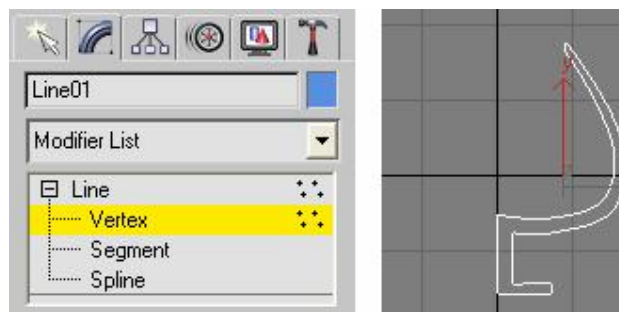 Line01
Modifier List
Line
Vertex
Segment
Spline
y